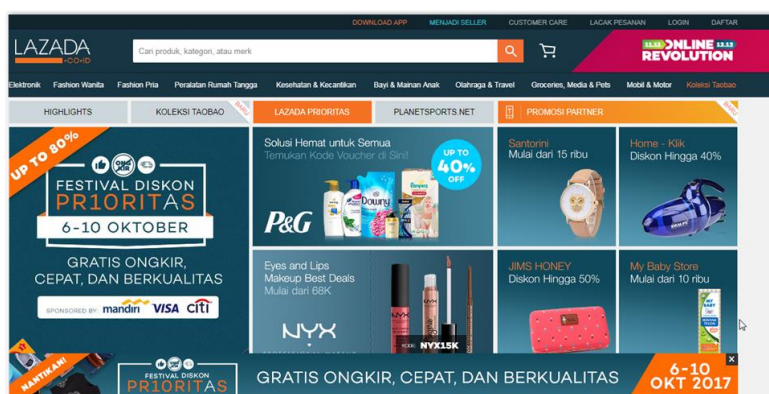 DOWNLOAD APP MENJADI SELLER CUSTOMER CARE LACAK PESANAN LOGIN DAFTAR
LAZADA
.CO.ID
Cari produk, kategori, atau merk
11.11 ONLINE 12.12
REVOLUTION
Elektronik Fashion Wanita Fashion Pria Peralatan Rumah Tangga Kesehatan & Kecantikan Bayi & Mainan Anak Olahraga & Travel Groceries, Media & Pets Mobil & Motor Koleksi Taobao
HIGHLIGHTS KOLEKSI TAOBAO BARU LAZADA PRIORITAS PLANETSPORTS.NET PROMOSI PARTNER BARU
UP TO 80%
FESTIVAL DISKON
PR1ORITAS
6-10 OKTOBER
GRATIS ONGKIR,
CEPAT, DAN BERKUALITAS
SPONSORED BY: mandiri VISA citi
Solusi Hemat untuk Semua
Temukan Kode Voucher di Sini!
UP TO
40%
OFF
P&G
Downy
Pampers
Santorini
Mulai dari 15 ribu
Home - Klik
Diskon Hingga 40%
Eyes and Lips
Makeup Best Deals
Mulai dari 68K
NYX
KODE: NYX15K
JIMS HONEY
Diskon Hingga 50%
My Baby Store
Mulai dari 10 ribu
MY BABY
NANTIKAN!
FESTIVAL DISKON
PR1ORITAS
GRATIS ONGKIR, CEPAT, DAN BERKUALITAS
6-10
OKT 2017
X